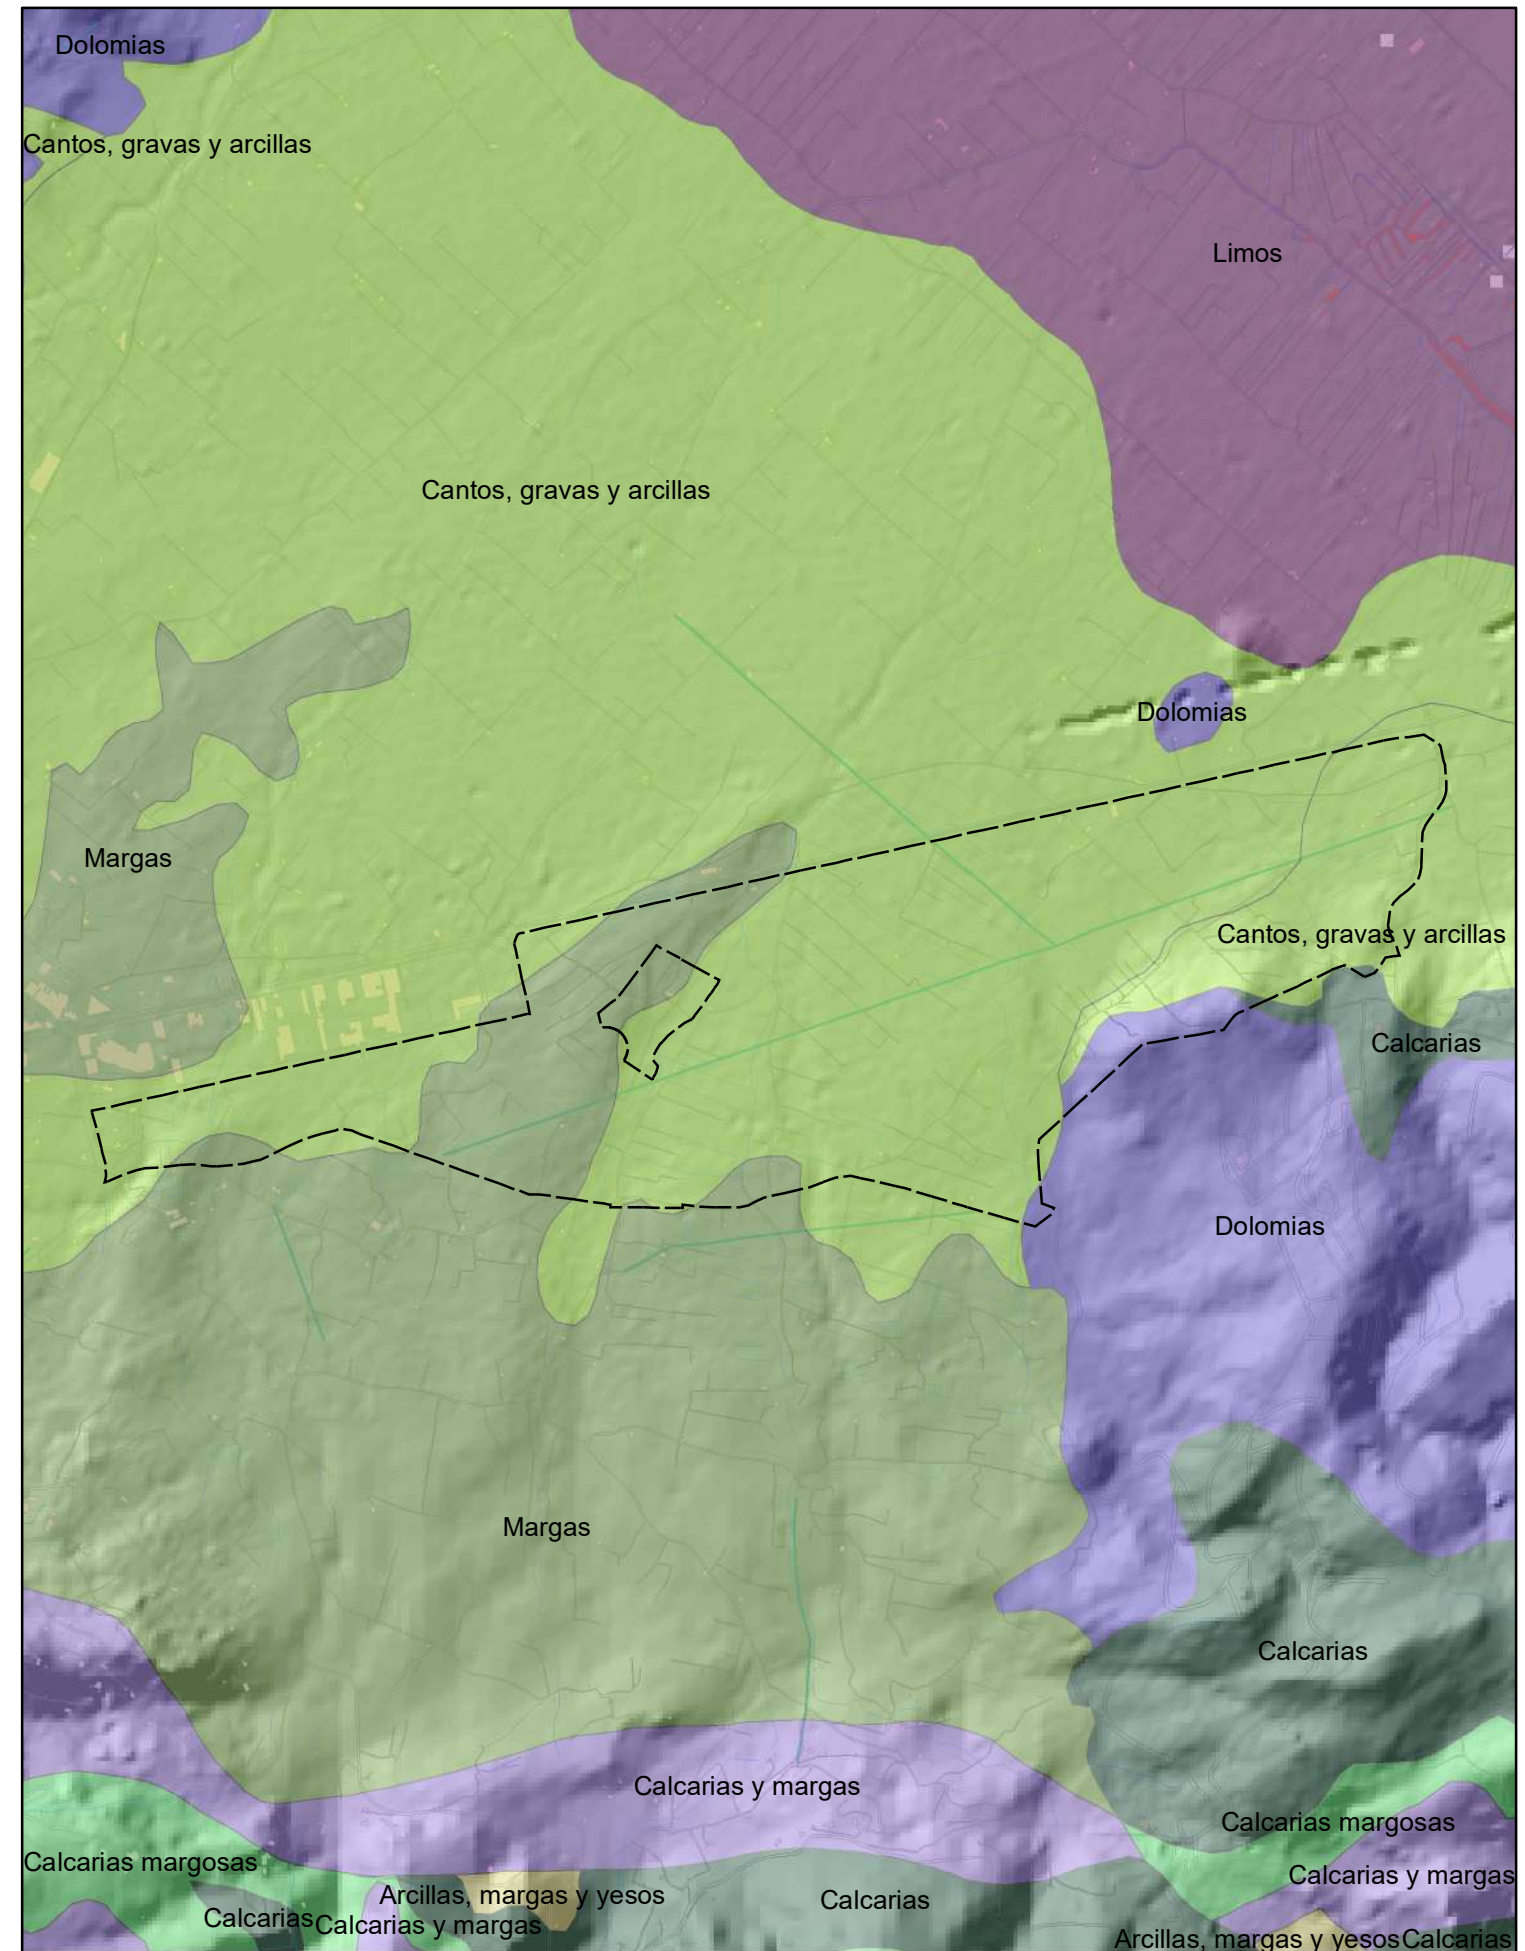 Dolomias
Cantos, gravas y arcillas
Limos
Cantos, gravas y arcillas
Dolomias
Margas
Cantos, gravas y arcillas
Calcarias
Dolomias
Margas
Calcarias
Calcarias y margas
Calcarias margosas
Calcarias margosas
Calcarias y margas
Arcillas, margas y yesos
Calcarias
Calcarias
Calcarias y margas
Arcillas, margas y yesos
Calcarias